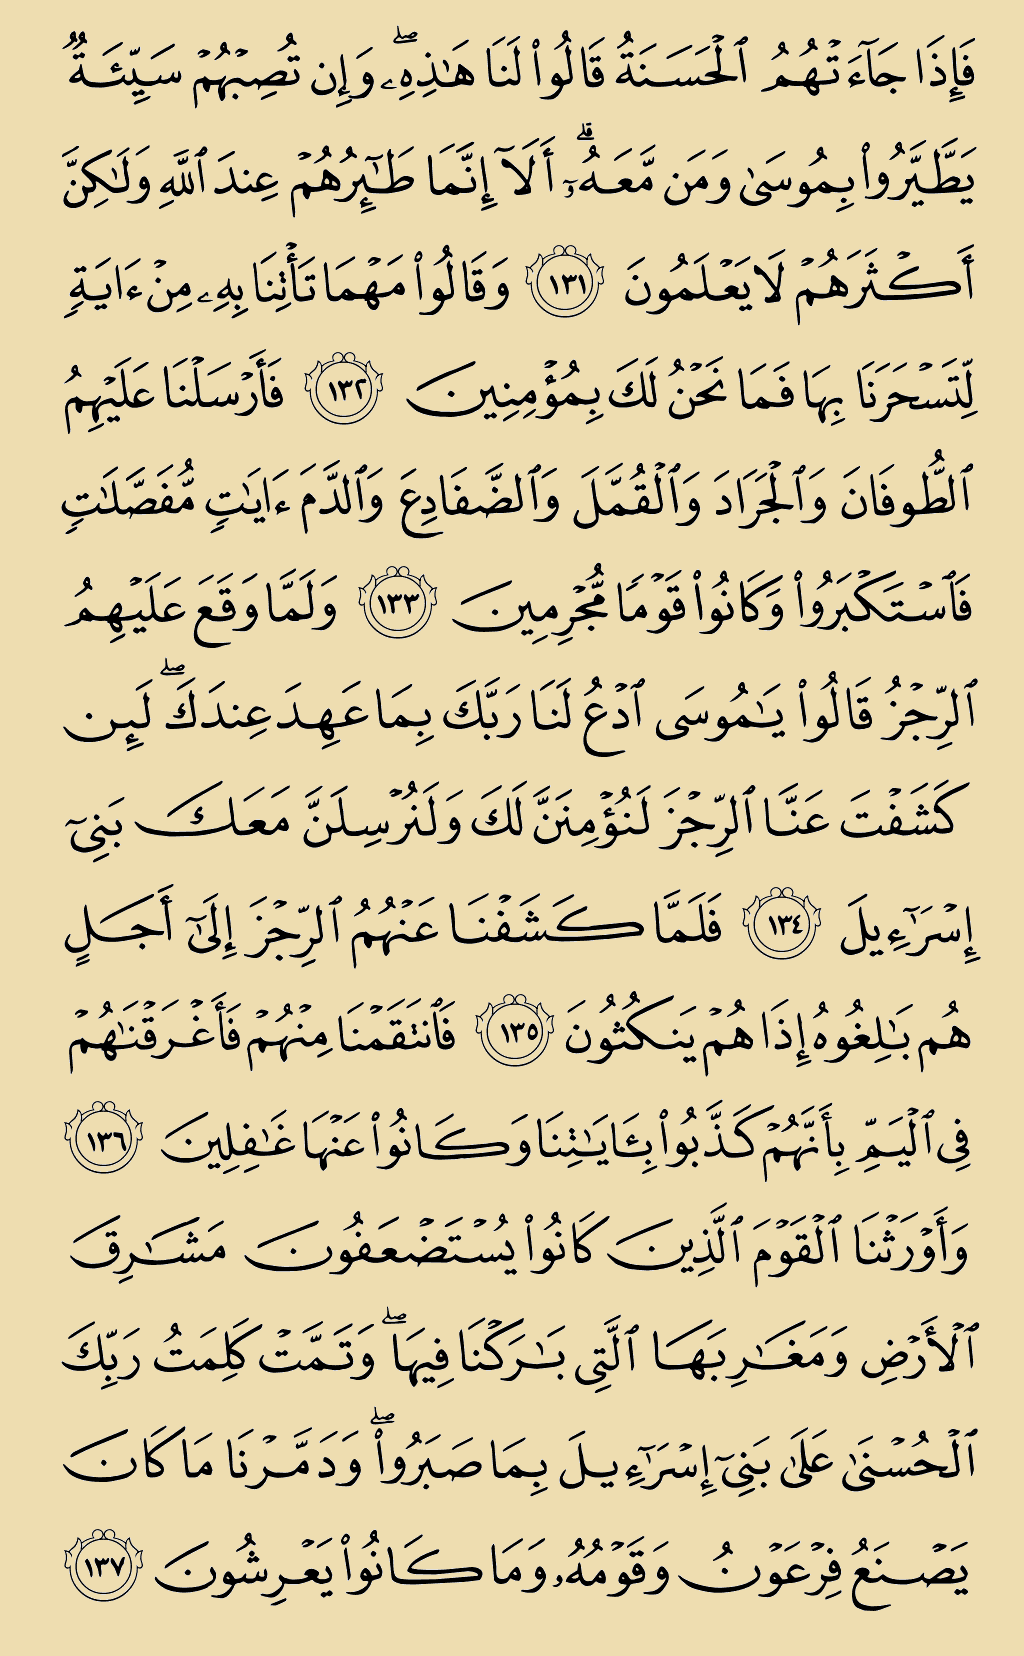 فَإِذَا جَآءَتْهُمُ ٱلْحَسَنَةُ قَالُوا۟ لَنَا هَـٰذِهِۦ ۖ وَإِن تُصِبْهُمْ سَيِّئَةٌ
يَطَّيَّرُوا۟ بِمُوسَىٰ وَمَن مَّعَهُۥٓ ۗ أَلَآ إِنَّمَا طَـٰٓئِرُهُمْ عِندَ ٱللَّهِ وَلَـٰكِنَّ
أَكْثَرَهُمْ لَا يَعْلَمُونَ ١٣١ وَقَالُوا۟ مَهْمَا تَأْتِنَا بِهِۦ مِنْ ءَايَةٍ
لِّتَسْحَرَنَا بِهَا فَمَا نَحْنُ لَكَ بِمُؤْمِنِينَ ١٣٢ فَأَرْسَلْنَا عَلَيْهِمُ
ٱلطُّوفَانَ وَٱلْجَرَادَ وَٱلْقُمَّلَ وَٱلضَّفَادِعَ وَٱلدَّمَ ءَايَـٰتٍ مُّفَصَّلَـٰتٍ
فَٱسْتَكْبَرُوا۟ وَكَانُوا۟ قَوْمًا مُّجْرِمِينَ ١٣٣ وَلَمَّا وَقَعَ عَلَيْهِمُ
ٱلرِّجْزُ قَالُوا۟ يَـٰمُوسَى ٱدْعُ لَنَا رَبَّكَ بِمَا عَهِدَ عِندَكَ ۖ لَئِن
كَشَفْتَ عَنَّا ٱلرِّجْزَ لَنُؤْمِنَنَّ لَكَ وَلَنُرْسِلَنَّ مَعَكَ بَنِىٓ
إِسْرَٰٓءِيلَ ١٣٤ فَلَمَّا كَشَفْنَا عَنْهُمُ ٱلرِّجْزَ إِلَىٰٓ أَجَلٍ
هُم بَـٰلِغُوهُ إِذَا هُمْ يَنكُثُونَ ١٣٥ فَٱنتَقَمْنَا مِنْهُمْ فَأَغْرَقْنَـٰهُمْ
فِى ٱلْيَمِّ بِأَنَّهُمْ كَذَّبُوا۟ بِـَٔايَـٰتِنَا وَكَانُوا۟ عَنْهَا غَـٰفِلِينَ ١٣٦
وَأَوْرَثْنَا ٱلْقَوْمَ ٱلَّذِينَ كَانُوا۟ يُسْتَضْعَفُونَ مَشَـٰرِقَ
ٱلْأَرْضِ وَمَغَـٰرِبَهَا ٱلَّتِى بَـٰرَكْنَا فِيهَا ۖ وَتَمَّتْ كَلِمَتُ رَبِّكَ
ٱلْحُسْنَىٰ عَلَىٰ بَنِىٓ إِسْرَٰٓءِيلَ بِمَا صَبَرُوا۟ ۖ وَدَمَّرْنَا مَا كَانَ
يَصْنَعُ فِرْعَوْنُ وَقَوْمُهُۥ وَمَا كَانُوا۟ يَعْرِشُونَ ١٣٧